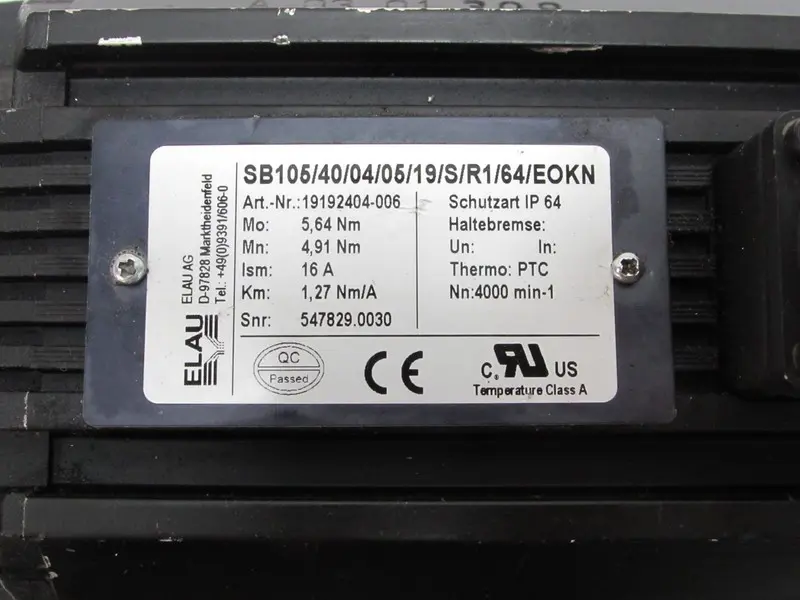 SB105/40/04/05/19/S/R1/64/EOKN
Art.-Nr.:19192404-006
Mo: 5,64 Nm
Mn: 4,91 Nm
Ism: 16 A
Km: 1,27 Nm/A
Snr: 547829.0030
Schutzart IP 64
Haltebremse:
Un: In:
Thermo: PTC
Nn:4000 min-1
ELAU
ELAU AG
D-97828 Marktheidenfeld
Tel.: +49(0)9391/606-0
QC
Passed
CE
C RU US
Temperature Class A